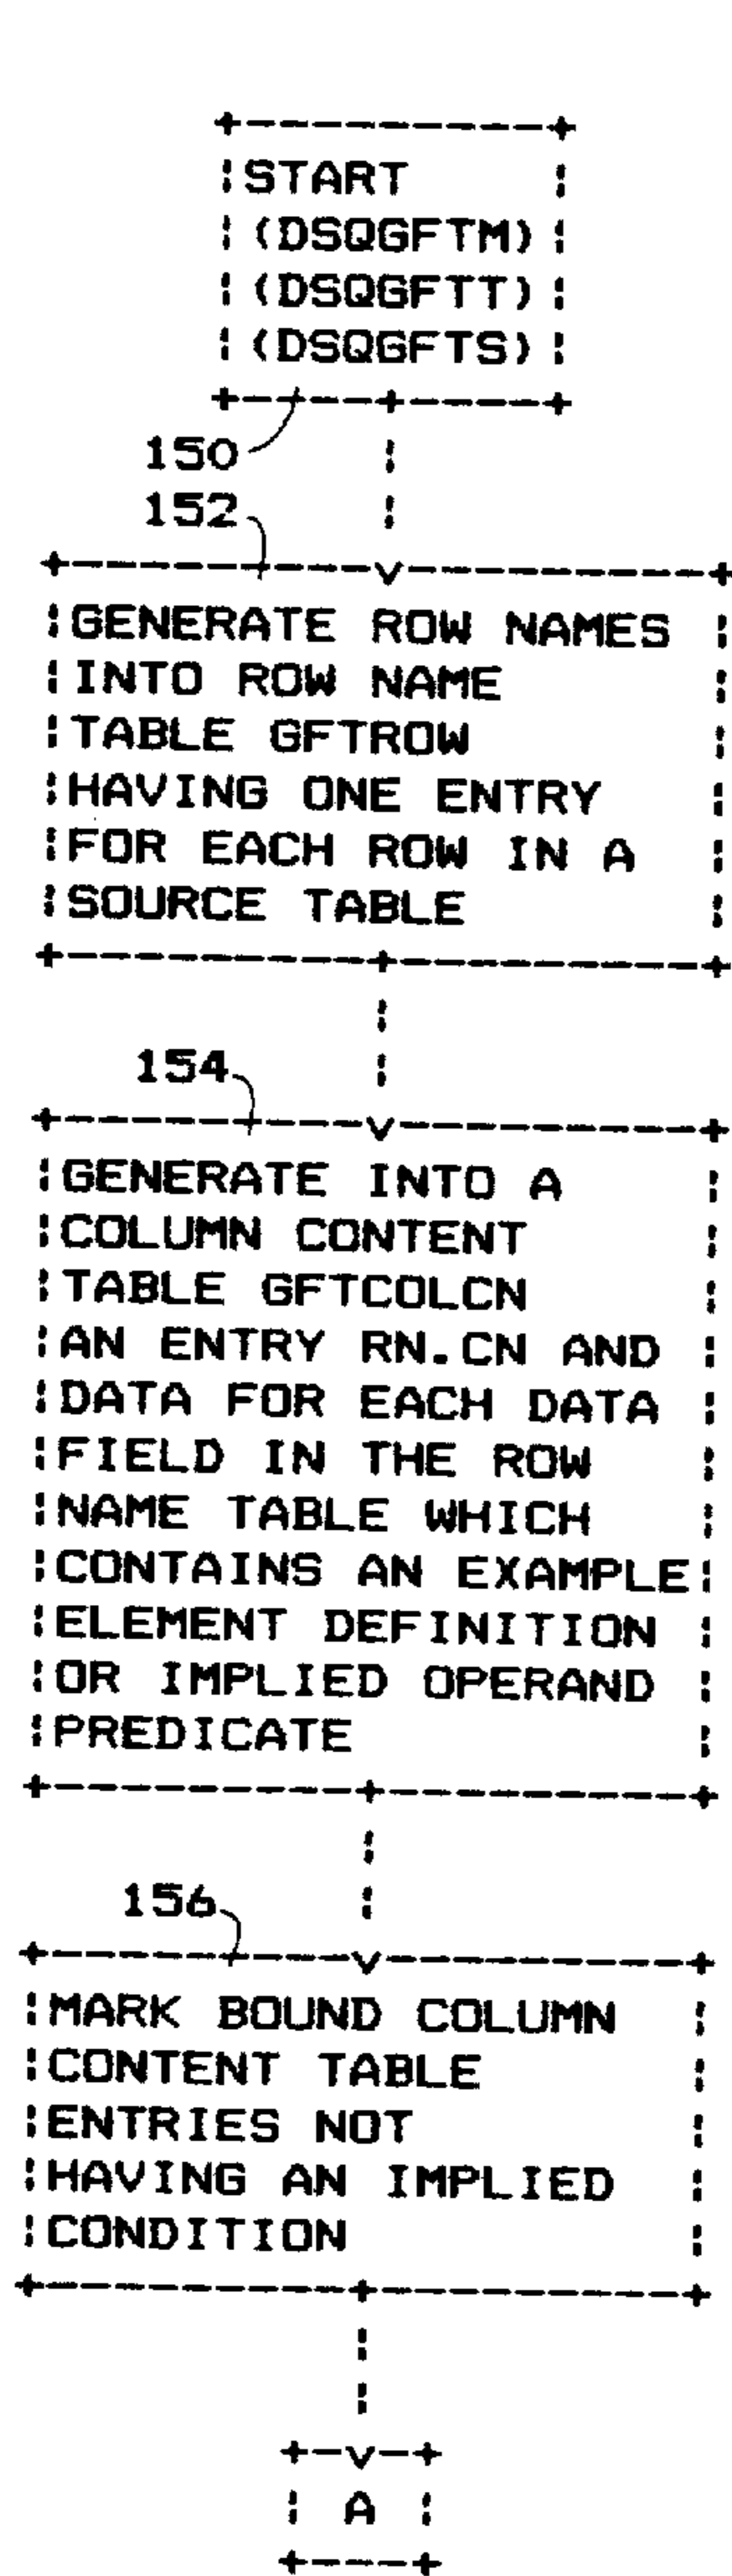 START
(DSQGFTM)
(DSQGFTT)
(DSQGFTS)
150
152
GENERATE ROW NAMES
INTO ROW NAME
TABLE GFTROW
HAVING ONE ENTRY
FOR EACH ROW IN A
SOURCE TABLE
154
GENERATE INTO A
COLUMN CONTENT
TABLE GFTCOLCN
AN ENTRY RN.CN AND
DATA FOR EACH DATA
FIELD IN THE ROW
NAME TABLE WHICH
CONTAINS AN EXAMPLE
ELEMENT DEFINITION
OR IMPLIED OPERAND
PREDICATE
156
MARK BOUND COLUMN
CONTENT TABLE
ENTRIES NOT
HAVING AN IMPLIED
CONDITION
A